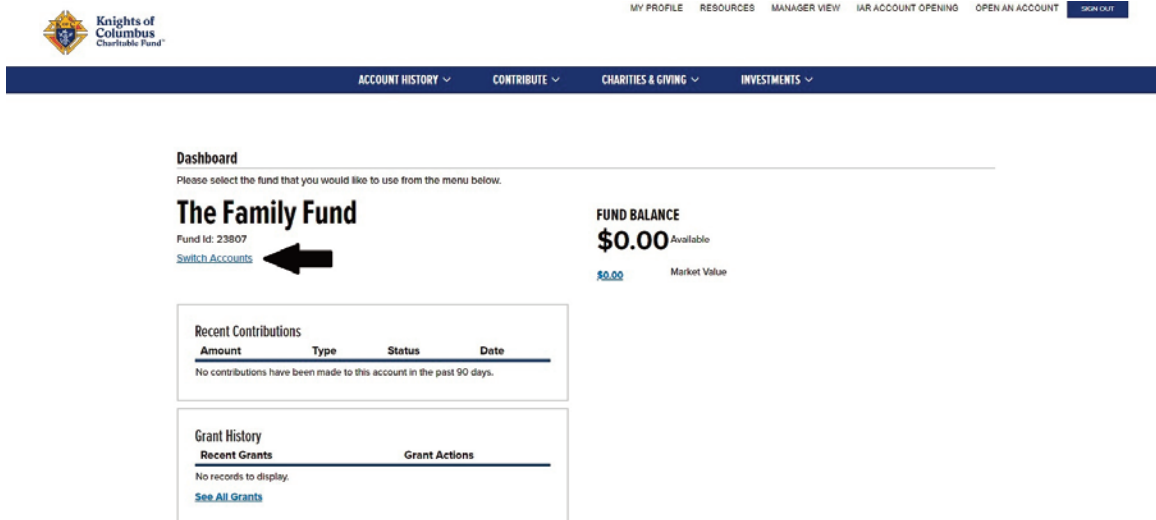 MY PROFILE RESOURCES MANAGER VIEW IAR ACCOUNT OPENING OPEN AN ACCOUNT SIGN OUT
Knights of
Columbus
Charitable Fund
ACCOUNT HISTORY CONTRIBUTE CHARITIES & GIVING INVESTMENTS
Dashboard
Please select the fund that you would like to use from the menu below.
The Family Fund
Fund Id: 23807
Switch Accounts
FUND BALANCE
$0.00 Available
$0.00 Market Value
Recent Contributions
Amount Type Status Date
No contributions have been made to this account in the past 90 days.
Grant History
Recent Grants Grant Actions
No records to display.
See All Grants